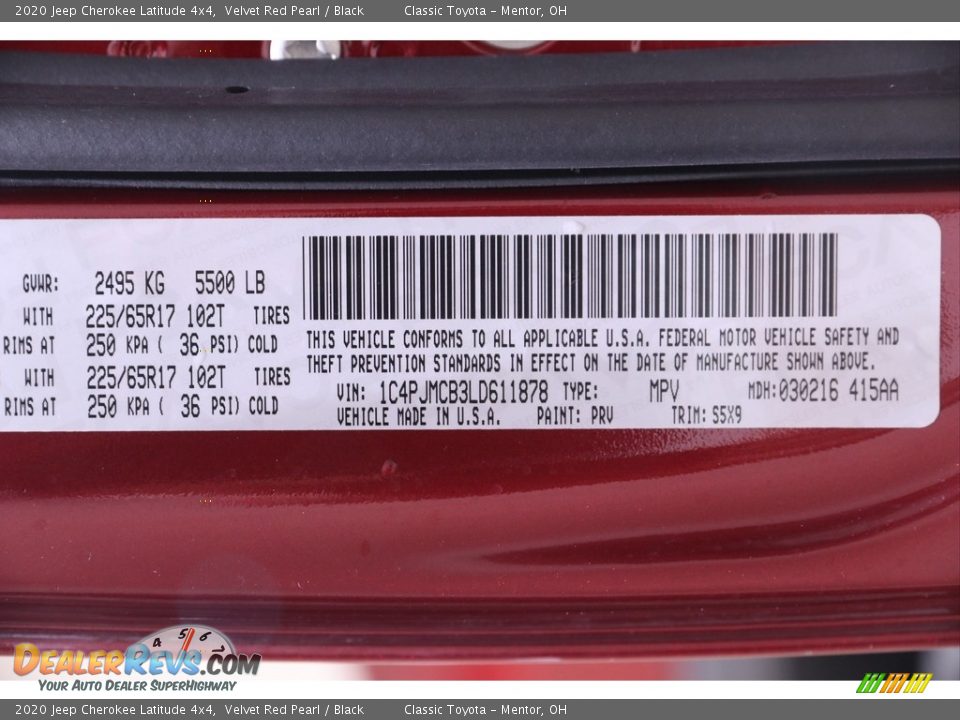 2020 Jeep Cherokee Latitude 4x4, Velvet Red Pearl / Black Classic Toyota – Mentor, OH
GVWR: 2495 KG 5500 LB
WITH 225/65R17 102T TIRES
RIMS AT 250 KPA ( 36 PSI) COLD
WITH 225/65R17 102T TIRES
RIMS AT 250 KPA ( 36 PSI) COLD
THIS VEHICLE CONFORMS TO ALL APPLICABLE U.S.A. FEDERAL MOTOR VEHICLE SAFETY AND
THEFT PREVENTION STANDARDS IN EFFECT ON THE DATE OF MANUFACTURE SHOWN ABOVE.
VIN: 1C4PJMCB3LD611878 TYPE: MPV MDH:030216 415AA
VEHICLE MADE IN U.S.A. PAINT: PRV TRIM: S5X9
4 5 6
DealerRevs.com
Your Auto Dealer SuperHighway
2020 Jeep Cherokee Latitude 4x4, Velvet Red Pearl / Black Classic Toyota – Mentor, OH